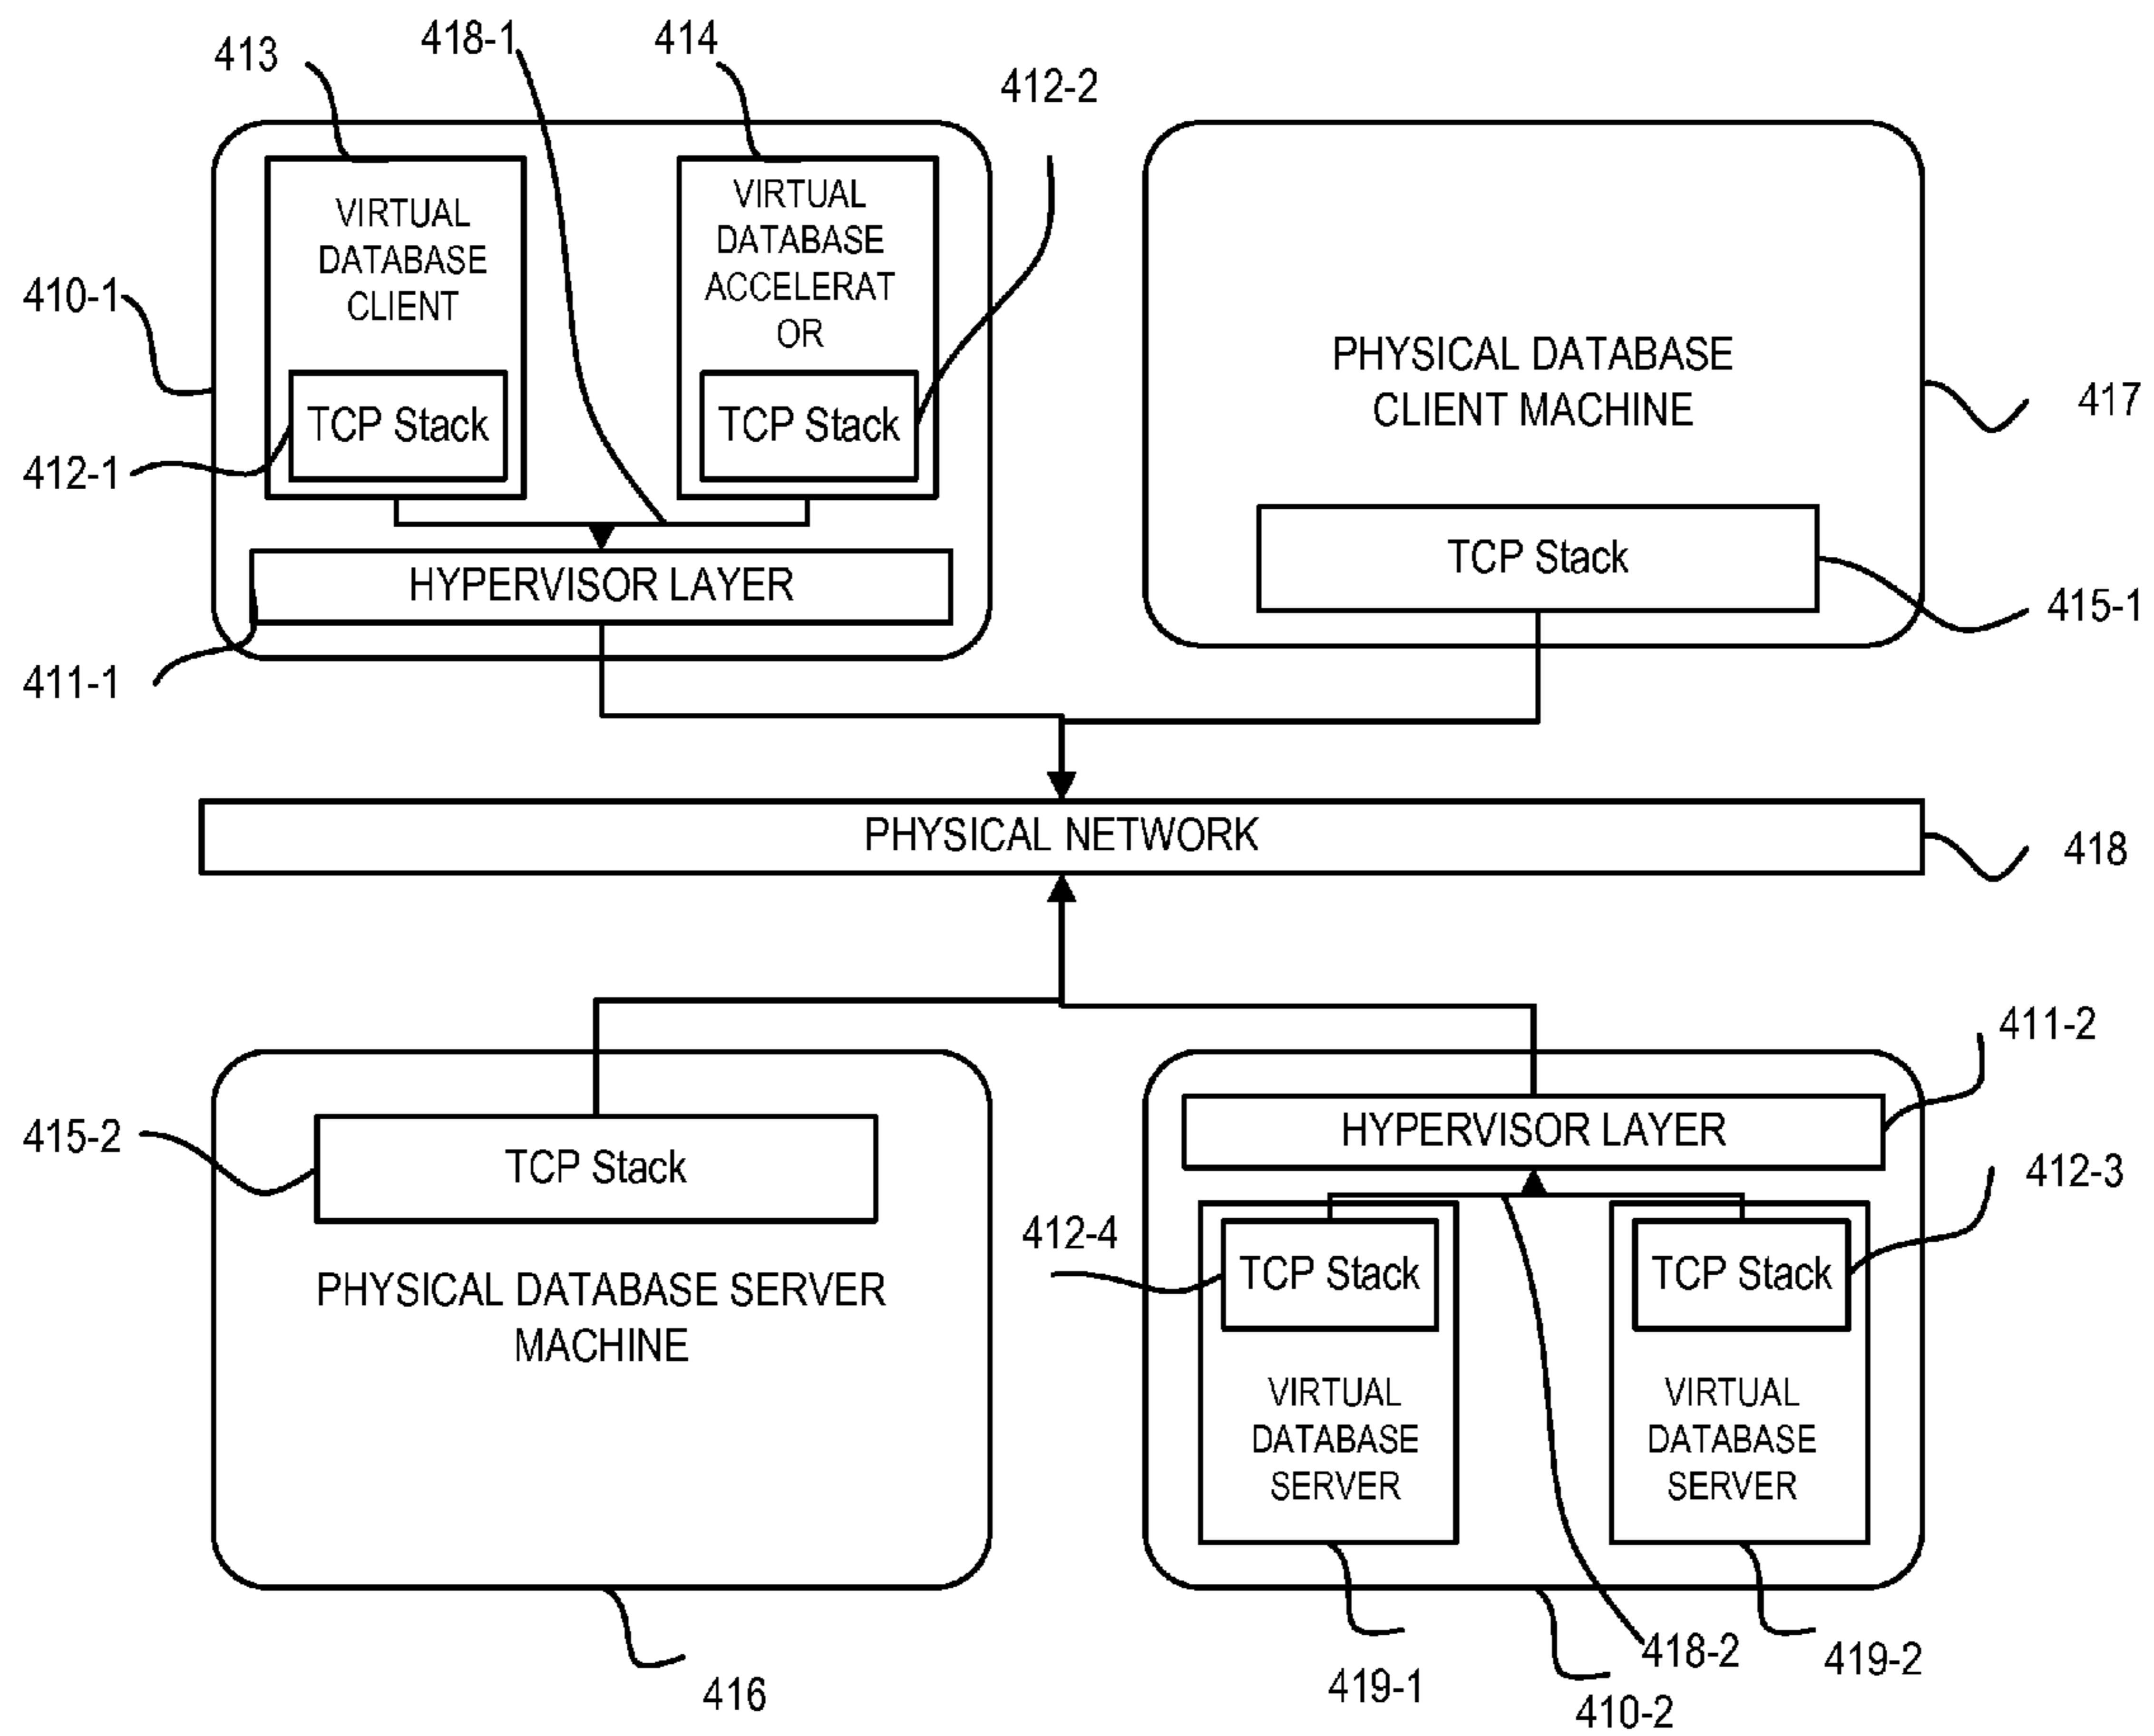 413
418-1
414
412-2
VIRTUAL
DATABASE
CLIENT
VIRTUAL
DATABASE
ACCELERAT
OR
410-1
PHYSICAL DATABASE
CLIENT MACHINE
417
TCP Stack
TCP Stack
412-1
TCP Stack
HYPERVISOR LAYER
415-1
411-1
PHYSICAL NETWORK
418
411-2
415-2
TCP Stack
HYPERVISOR LAYER
412-3
412-4
TCP Stack
TCP Stack
PHYSICAL DATABASE SERVER
MACHINE
VIRTUAL
DATABASE
SERVER
VIRTUAL
DATABASE
SERVER
416
419-1
410-2
418-2
419-2